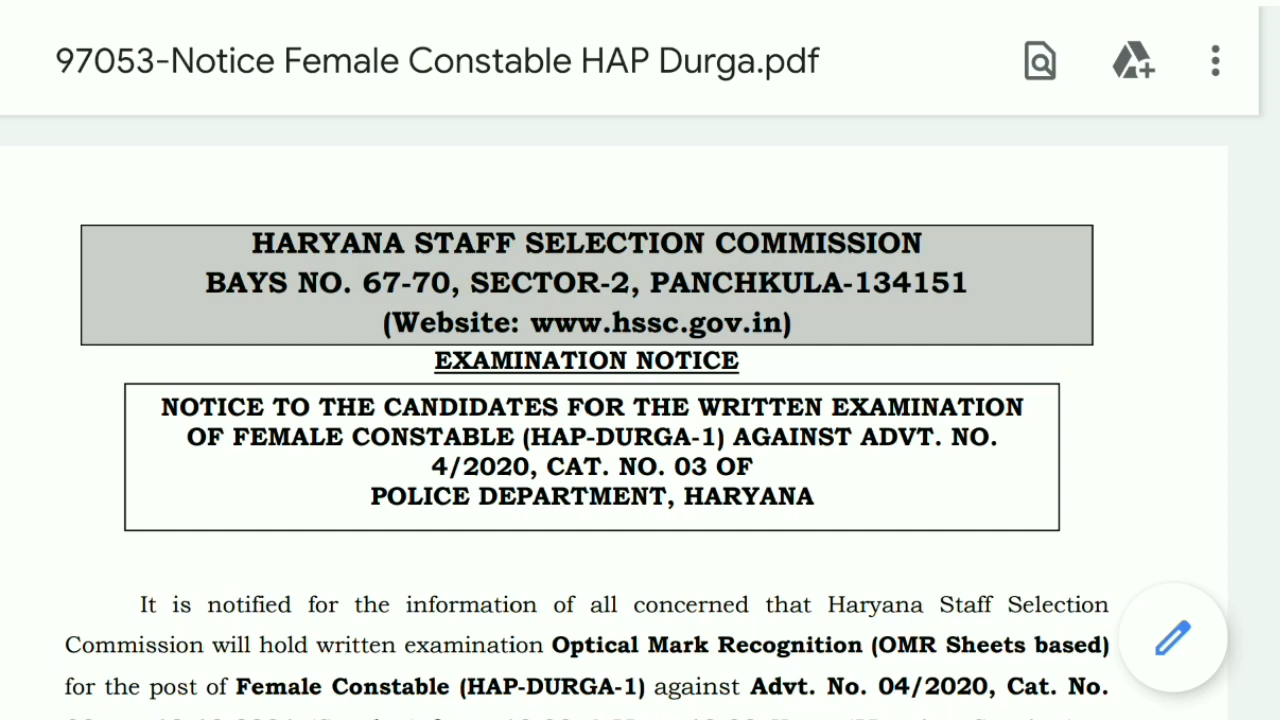 97053-Notice Female Constable HAP Durga.pdf
HARYANA STAFF SELECTION COMMISSION
BAYS NO. 67-70, SECTOR-2, PANCHKULA-134151
(Website: www.hssc.gov.in)
EXAMINATION NOTICE
NOTICE TO THE CANDIDATES FOR THE WRITTEN EXAMINATION
OF FEMALE CONSTABLE (HAP-DURGA-1) AGAINST ADVT. NO.
4/2020, CAT. NO. 03 OF
POLICE DEPARTMENT, HARYANA
It is notified for the information of all concerned that Haryana Staff Selection
Commission will hold written examination Optical Mark Recognition (OMR Sheets based)
for the post of Female Constable (HAP-DURGA-1) against Advt. No. 04/2020, Cat. No.